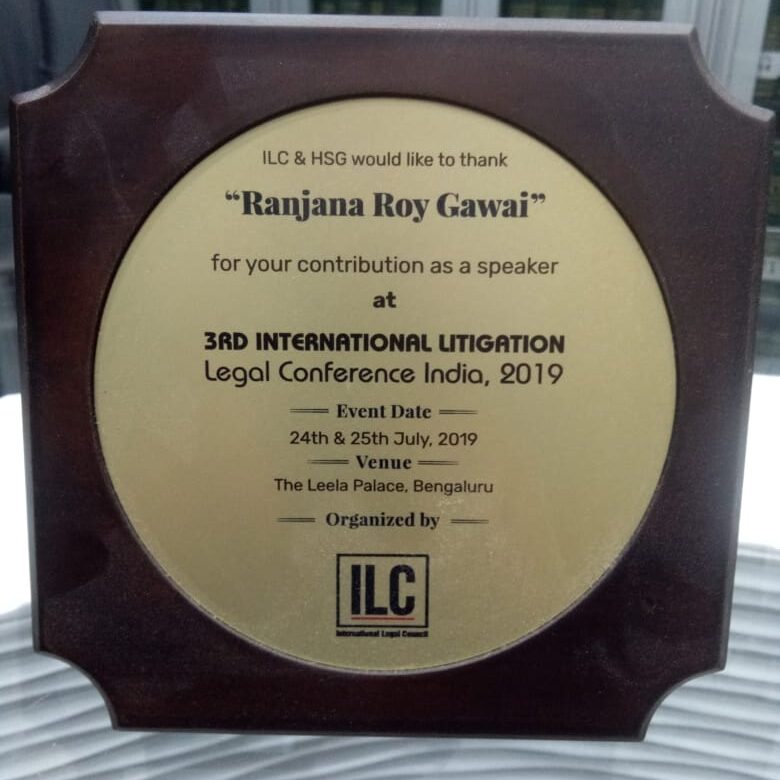 ILC & HSG would like to thank
“Ranjana Roy Gawai”
for your contribution as a speaker
at
3RD INTERNATIONAL LITIGATION
Legal Conference India, 2019
Event Date
24th & 25th July, 2019
Venue
The Leela Palace, Bengaluru
Organized by
ILC
International Legal Council